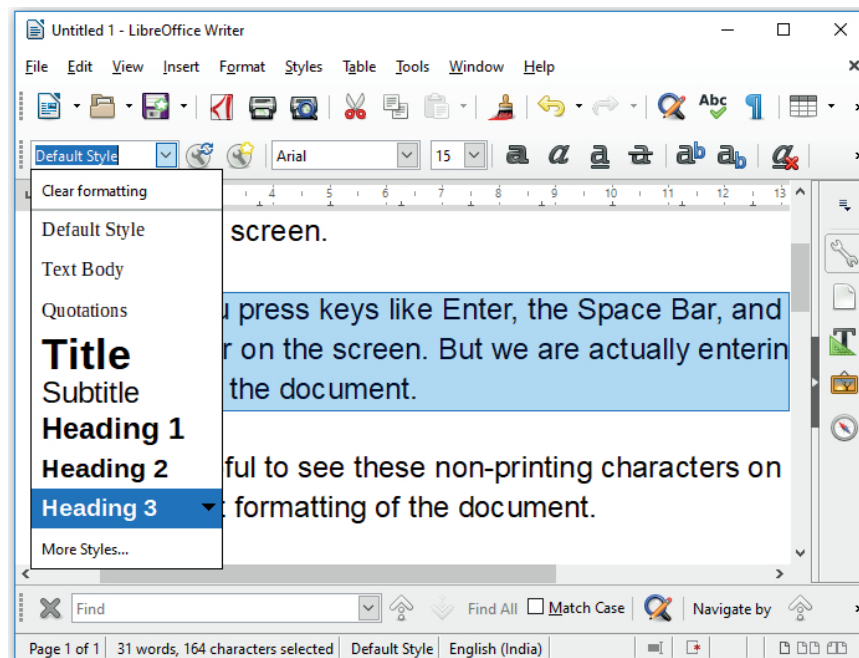 Untitled 1 - LibreOffice Writer
File Edit View Insert Format Styles Table Tools Window Help
Abc
Default Style Arial 15 a a a a ab ab a
Clear formatting 4 5 6 7 8 9 10 11 12 13
Default Style screen.
Text Body
Quotations u press keys like Enter, the Space Bar, and
Title r on the screen. But we are actually enterin
Subtitle the document.
Heading 1
Heading 2 ful to see these non-printing characters on
Heading 3 t formatting of the document.
More Styles...
Find Find All Match Case Navigate by
Page 1 of 1 31 words, 164 characters selected Default Style English (India)